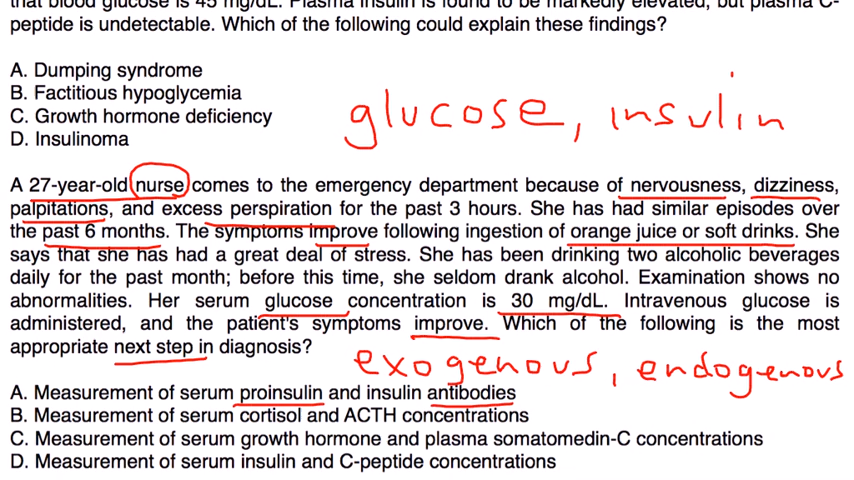 that blood glucose is 45 mg/dL. Plasma insulin is found to be markedly elevated, but plasma C-
peptide is undetectable. Which of the following could explain these findings?
A. Dumping syndrome
B. Factitious hypoglycemia
C. Growth hormone deficiency
D. Insulinoma
glucose, insulin
A 27-year-old nurse comes to the emergency department because of nervousness, dizziness,
palpitations, and excess perspiration for the past 3 hours. She has had similar episodes over
the past 6 months. The symptoms improve following ingestion of orange juice or soft drinks. She
says that she has had a great deal of stress. She has been drinking two alcoholic beverages
daily for the past month; before this time, she seldom drank alcohol. Examination shows no
abnormalities. Her serum glucose concentration is 30 mg/dL. Intravenous glucose is
administered, and the patient's symptoms improve. Which of the following is the most
appropriate next step in diagnosis?
exogenous, endogenous
A. Measurement of serum proinsulin and insulin antibodies
B. Measurement of serum cortisol and ACTH concentrations
C. Measurement of serum growth hormone and plasma somatomedin-C concentrations
D. Measurement of serum insulin and C-peptide concentrations